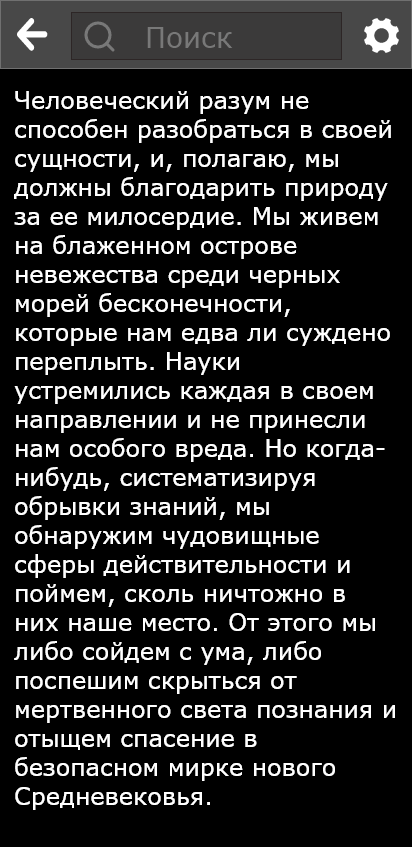 Поиск
Человеческий разум не
способен разобраться в своей
сущности, и, полагаю, мы
должны благодарить природу
за ее милосердие. Мы живем
на блаженном острове
невежества среди черных
морей бесконечности,
которые нам едва ли суждено
переплыть. Науки
устремились каждая в своем
направлении и не принесли
нам особого вреда. Но когда-
нибудь, систематизируя
обрывки знаний, мы
обнаружим чудовищные
сферы действительности и
поймем, сколь ничтожно в
них наше место. От этого мы
либо сойдем с ума, либо
поспешим скрыться от
мертвенного света познания и
отыщем спасение в
безопасном мирке нового
Средневековья.